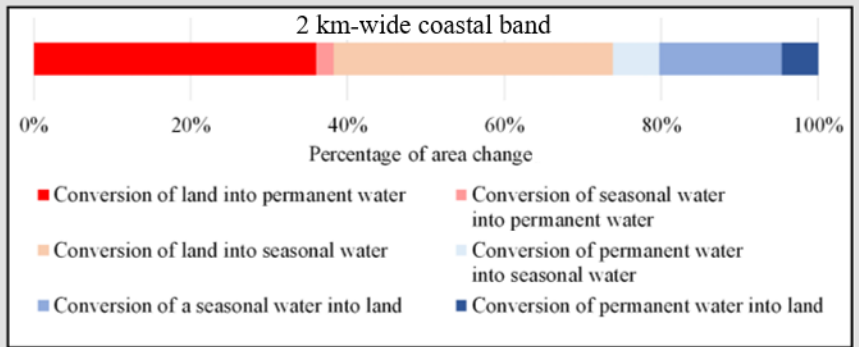 2 km-wide coastal band
0% 20% 40% 60% 80% 100%
Percentage of area change
Conversion of land into permanent water
Conversion of seasonal water
into permanent water
Conversion of land into seasonal water
Conversion of permanent water
into seasonal water
Conversion of a seasonal water into land
Conversion of permanent water into land